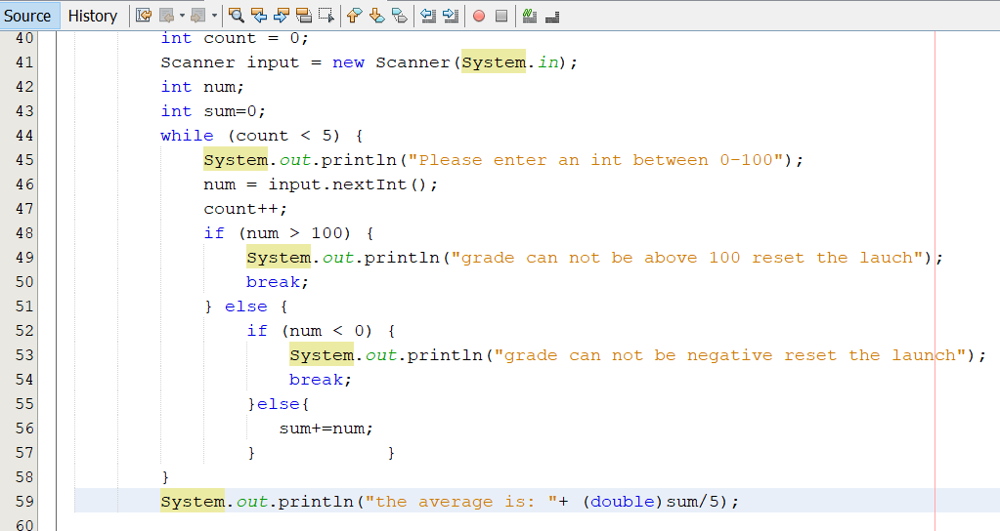 Source History
40 int count = 0;
41 Scanner input = new Scanner(System.in);
42 int num;
43 int sum=0;
44 while (count < 5) {
45 System.out.println("Please enter an int between 0-100");
46 num = input.nextInt();
47 count++;
48 if (num > 100) {
49 System.out.println("grade can not be above 100 reset the lauch");
50 break;
51 } else {
52 if (num < 0) {
53 System.out.println("grade can not be negative reset the launch");
54 break;
55 }else{
56 sum+=num;
57 } }
58 }
59 System.out.println("the average is: "+ (double)sum/5);
60